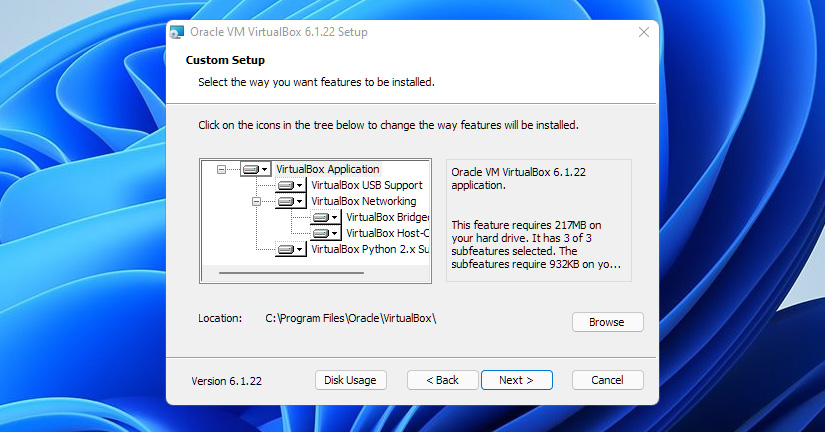 Oracle VM VirtualBox 6.1.22 Setup
Custom Setup
Select the way you want features to be installed.
Click on the icons in the tree below to change the way features will be installed.
VirtualBox Application
VirtualBox USB Support
VirtualBox Networking
VirtualBox Bridge
VirtualBox Host-C
VirtualBox Python 2.x Su
Oracle VM VirtualBox 6.1.22
application.
This feature requires 217MB on
your hard drive. It has 3 of 3
subfeatures selected. The
subfeatures require 932KB on yo...
Location: C:\Program Files\Oracle\VirtualBox\
Browse
Version 6.1.22
Disk Usage
< Back
Next >
Cancel